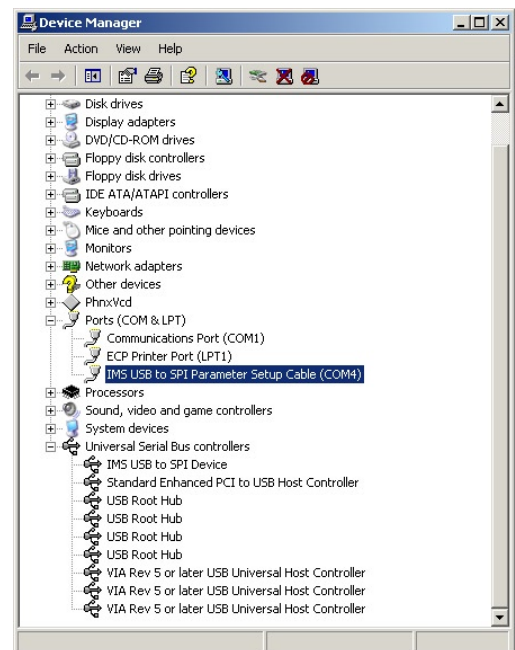 Device Manager
File Action View Help
Disk drives
Display adapters
DVD/CD-ROM drives
Floppy disk controllers
Floppy disk drives
IDE ATA/ATAPI controllers
Keyboards
Mice and other pointing devices
Monitors
Network adapters
Other devices
PhnxVcd
Ports (COM & LPT)
Communications Port (COM1)
ECP Printer Port (LPT1)
IMS USB to SPI Parameter Setup Cable (COM4)
Processors
Sound, video and game controllers
System devices
Universal Serial Bus controllers
IMS USB to SPI Device
Standard Enhanced PCI to USB Host Controller
USB Root Hub
USB Root Hub
USB Root Hub
USB Root Hub
VIA Rev 5 or later USB Universal Host Controller
VIA Rev 5 or later USB Universal Host Controller
VIA Rev 5 or later USB Universal Host Controller